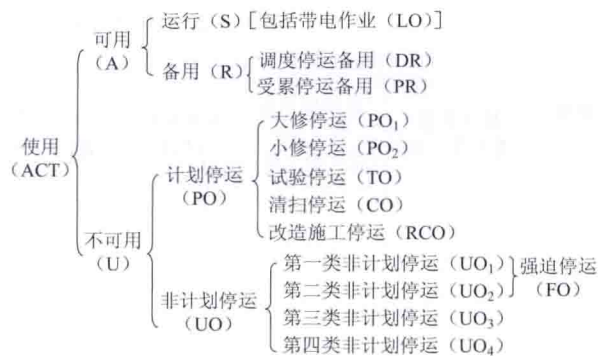 使用
(ACT)
可用
(A)
运行(S)[包括带电作业(LO)]
备用(R)
调度停运备用(DR)
受累停运备用(PR)
不可用
(U)
计划停运
(PO)
大修停运(PO₁)
小修停运(PO₂)
试验停运(TO)
清扫停运(CO)
改造施工停运(RCO)
非计划停运
(UO)
第一类非计划停运(UO₁)
第二类非计划停运(UO₂)
强迫停运
(FO)
第三类非计划停运(UO₃)
第四类非计划停运(UO₄)